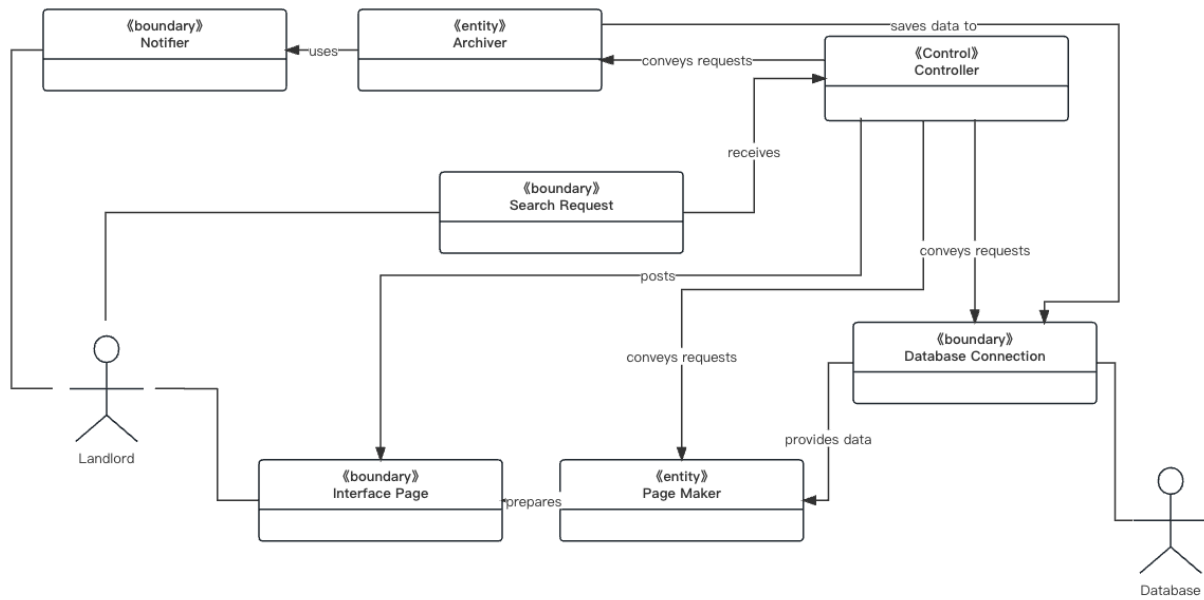 《boundary》
Notifier
uses
《entity》
Archiver
saves data to
conveys requests
《Control》
Controller
receives
《boundary》
Search Request
conveys requests
posts
conveys requests
《boundary》
Database Connection
provides data
Landlord
《boundary》
Interface Page
prepares
《entity》
Page Maker
Database